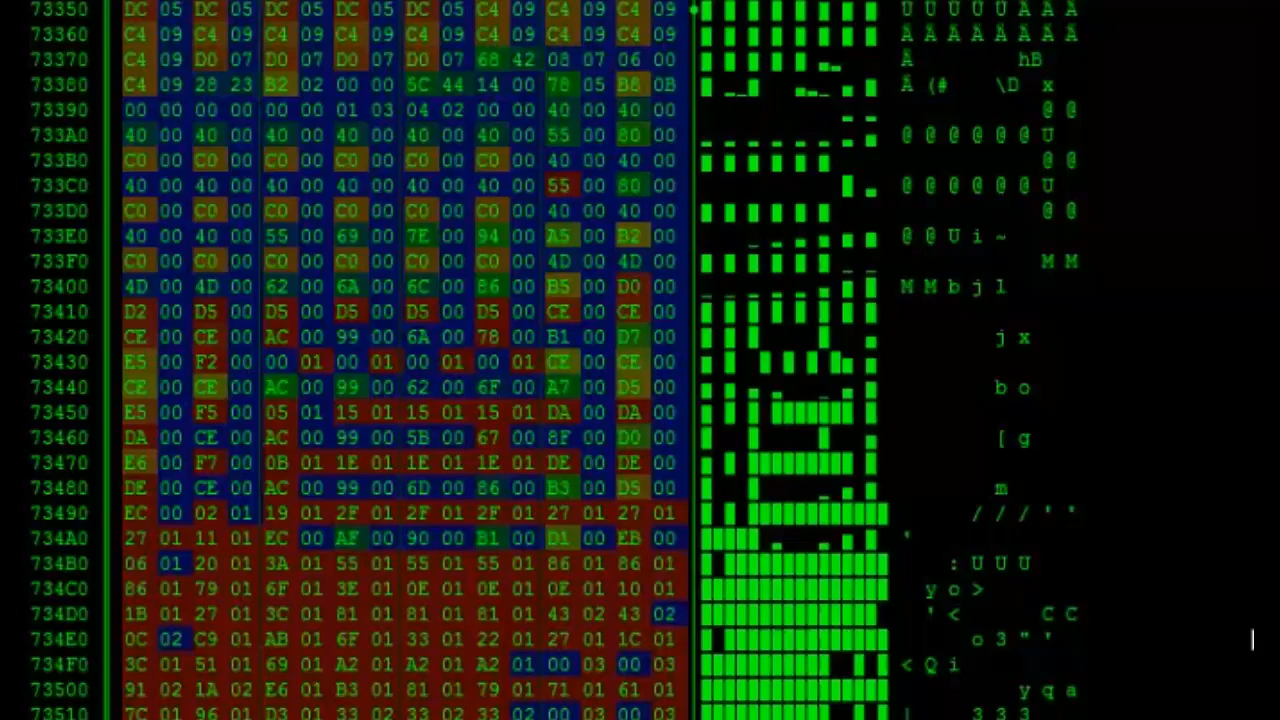 73350 DC 05 DC 05 DC 05 DC 05 DC 05 C4 09 C4 09 C4 09 Ü Ü Ü Ü Ü Ä Ä Ä
73360 C4 09 C4 09 C4 09 C4 09 C4 09 C4 09 C4 09 C4 09 Ä Ä Ä Ä Ä Ä Ä Ä
73370 C4 09 D0 07 D0 07 D0 07 D0 07 68 42 08 07 06 00 Ä hB
73380 C4 09 28 23 B2 02 00 00 5C 44 14 00 78 05 B8 0B Ä (# \D x
73390 00 00 00 00 00 00 01 03 04 02 00 00 40 00 40 00 @ @
733A0 40 00 40 00 40 00 40 00 40 00 40 00 55 00 80 00 @ @ @ @ @ @ U
733B0 C0 00 C0 00 C0 00 C0 00 C0 00 C0 00 40 00 40 00 @ @
733C0 40 00 40 00 40 00 40 00 40 00 40 00 55 00 80 00 @ @ @ @ @ @ U
733D0 C0 00 C0 00 C0 00 C0 00 C0 00 C0 00 40 00 40 00 @ @
733E0 40 00 40 00 55 00 69 00 7E 00 94 00 A5 00 B2 00 @ @ U i ~
733F0 C0 00 C0 00 C0 00 C0 00 C0 00 C0 00 4D 00 4D 00 M M
73400 4D 00 4D 00 62 00 6A 00 6C 00 86 00 B5 00 D0 00 M M b j l
73410 D2 00 D5 00 D5 00 D5 00 D5 00 D5 00 CE 00 CE 00
73420 CE 00 CE 00 AC 00 99 00 6A 00 78 00 B1 00 D7 00 j x
73430 E5 00 F2 00 00 01 00 01 00 01 00 01 CE 00 CE 00
73440 CE 00 CE 00 AC 00 99 00 62 00 6F 00 A7 00 D5 00 b o
73450 E5 00 F5 00 05 01 15 01 15 01 15 01 DA 00 DA 00
73460 DA 00 CE 00 AC 00 99 00 5B 00 67 00 8F 00 D0 00 [ g
73470 E6 00 F7 00 0B 01 1E 01 1E 01 1E 01 DE 00 DE 00
73480 DE 00 CE 00 AC 00 99 00 6D 00 86 00 B3 00 D5 00 m
73490 EC 00 02 01 19 01 2F 01 2F 01 2F 01 27 01 27 01 / / / ' '
734A0 27 01 11 01 EC 00 AF 00 90 00 B1 00 D1 00 EB 00 '
734B0 06 01 20 01 3A 01 55 01 55 01 55 01 86 01 86 01 : U U U
734C0 86 01 79 01 6F 01 3E 01 0E 01 0E 01 0E 01 10 01 y o >
734D0 1B 01 27 01 3C 01 81 01 81 01 81 01 43 02 43 02 ' < C C
734E0 0C 02 C9 01 AB 01 6F 01 33 01 22 01 27 01 1C 01 o 3 " '
734F0 3C 01 51 01 69 01 A2 01 A2 01 A2 01 00 03 00 03 < Q i
73500 91 02 1A 02 E6 01 B3 01 81 01 79 01 71 01 61 01 y q a
73510 7C 01 96 01 D3 01 33 02 33 02 33 02 00 03 00 03 | 3 3 3